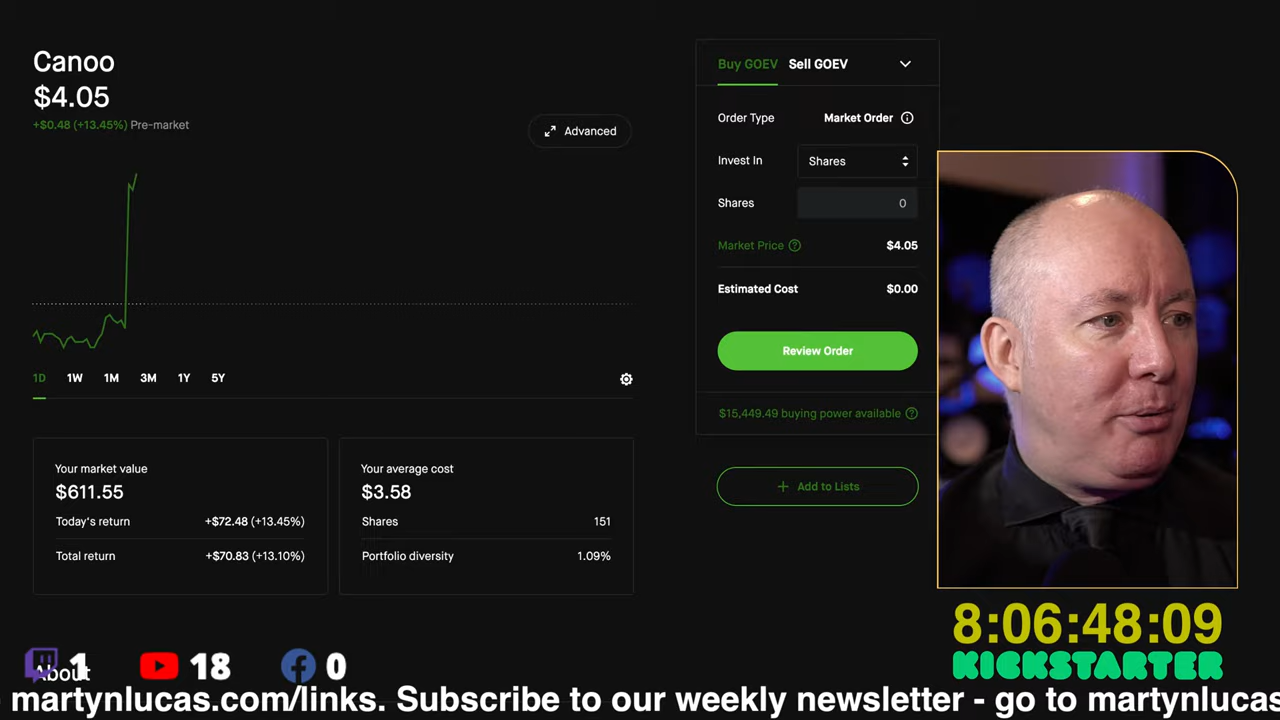 Canoo
$4.05
+$0.48 (+13.45%) Pre-market
Advanced
1D 1W 1M 3M 1Y 5Y
Your market value
$611.55
Today's return +$72.48 (+13.45%)
Total return +$70.83 (+13.10%)
Your average cost
$3.58
Shares 151
Portfolio diversity 1.09%
Buy GOEV Sell GOEV
Order Type Market Order
Invest In Shares
Shares 0
Market Price $4.05
Estimated Cost $0.00
Review Order
$15,449.49 buying power available
+ Add to Lists
8:06:48:09
KICKSTARTER
About
1 18 0
martynlucas.com/links. Subscribe to our weekly newsletter - go to martynlucas